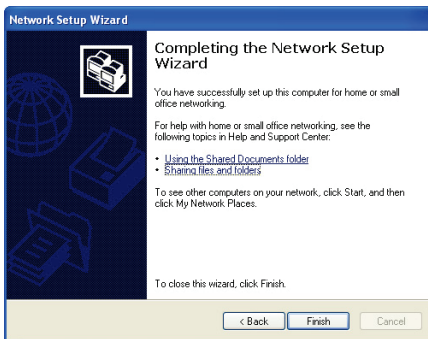 Network Setup Wizard
Completing the Network Setup
Wizard
You have successfully set up this computer for home or small
office networking.
For help with home or small office networking, see the
following topics in Help and Support Center:
• Using the Shared Documents folder
• Sharing files and folders
To see other computers on your network, click Start, and then
click My Network Places.
To close this wizard, click Finish.
< Back Finish Cancel